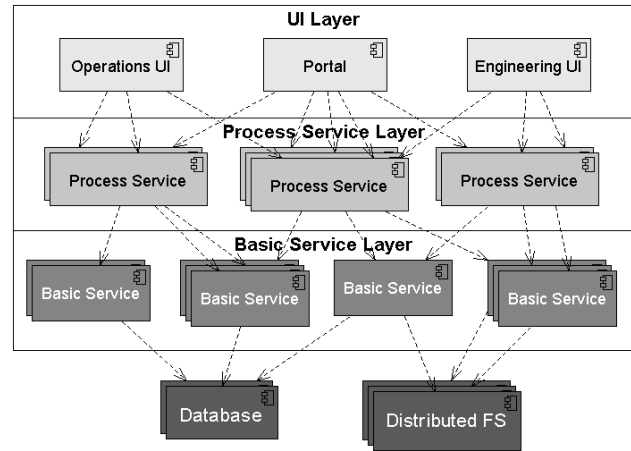 UI Layer
Operations UI
Portal
Engineering UI
Process Service Layer
Process Service
Process Service
Process Service
Basic Service Layer
Basic Service
Basic Service
Basic Service
Basic Service
Database
Distributed FS